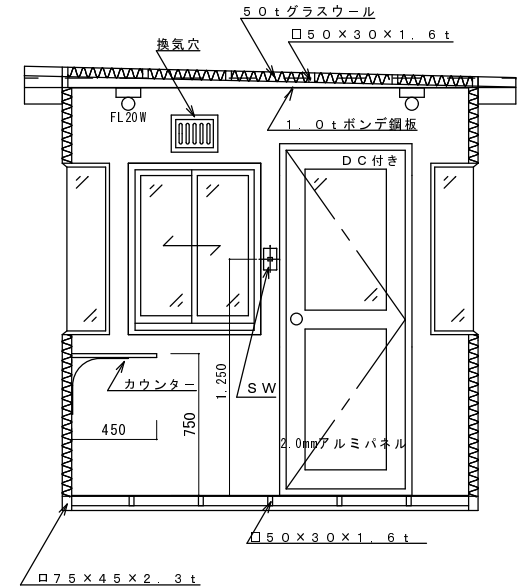 ５０ｔグラスウール
□５０×３０×１．６ｔ
換気穴
FL20W
１．０ｔボンデ鋼板
ＤＣ付き
カウンター
1.250
ＳＷ
450
750
2.0mmアルミパネル
□５０×３０×１．６ｔ
□７５×４５×２．３ｔ